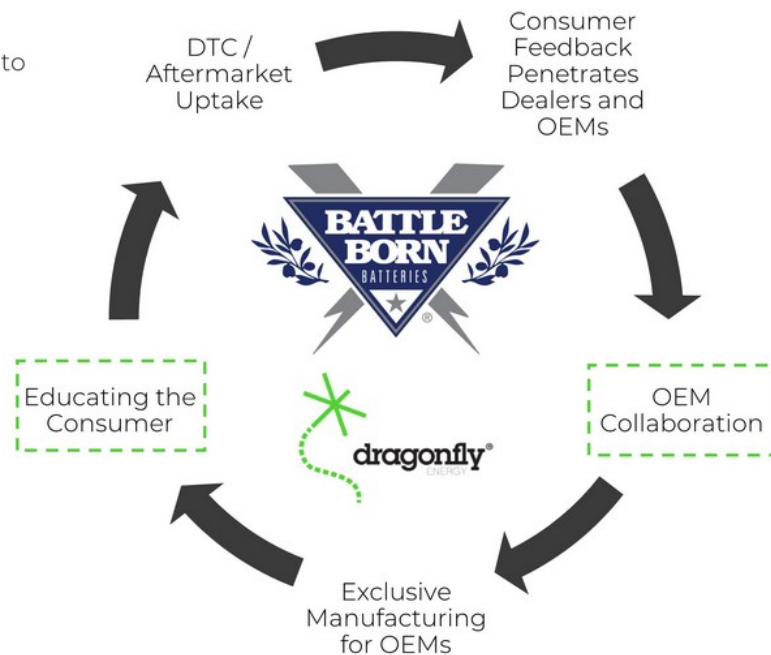 to
DTC /
Aftermarket
Uptake
Consumer
Feedback
Penetrates
Dealers and
OEMs
BATTLE
BORN
BATTERIES
®
Educating the
Consumer
OEM
Collaboration
dragonfly®
ENERGY
Exclusive
Manufacturing
for OEMs